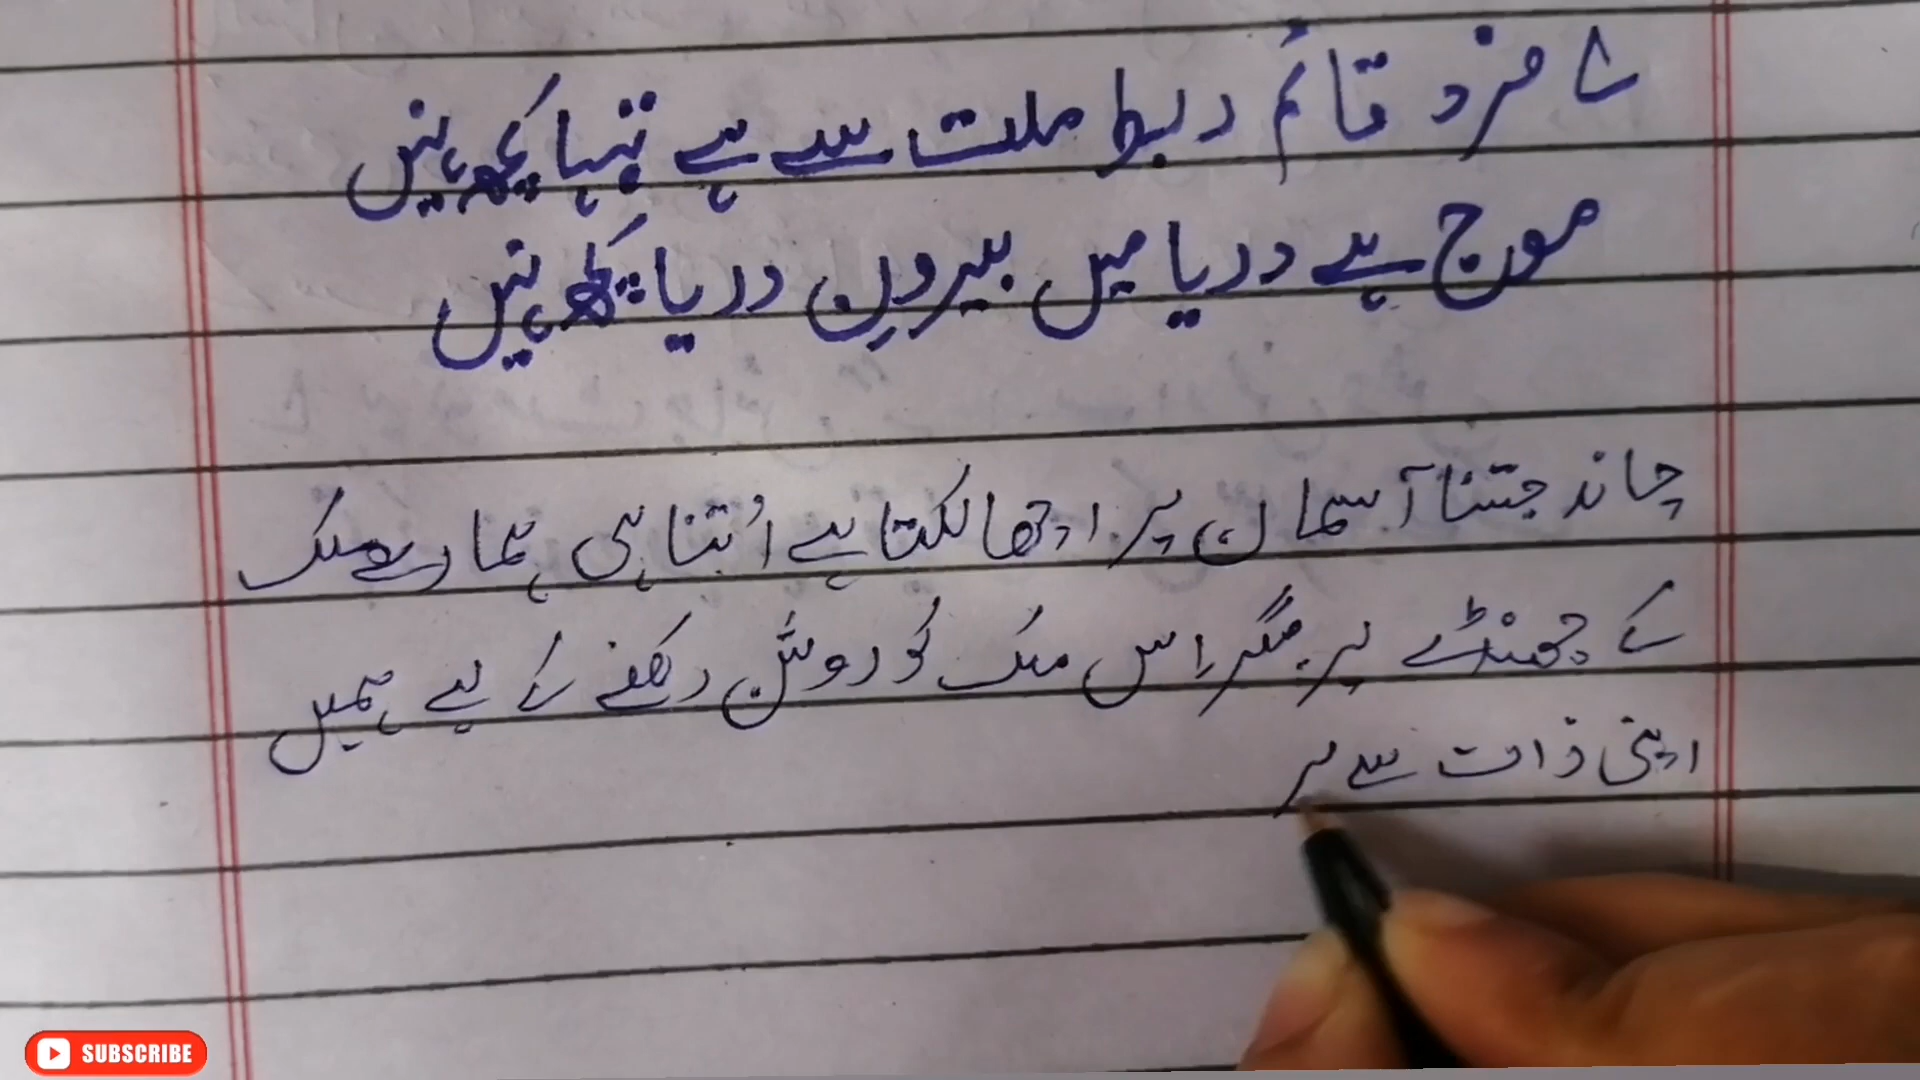 ؎ فرد قائم ربط ملت سے ہے تنہا کچھ نہیں
موج ہے دریا میں بیرونِ دریا کچھ نہیں
چاند جتنا آسمان پر اچھا لگتا ہے اُتنا ہی ہمارے ملک
کے جھنڈے پر مگر اس ملک کو روشن رکھنے کے لیے ہمیں
اپنی ذات سے
SUBSCRIBE